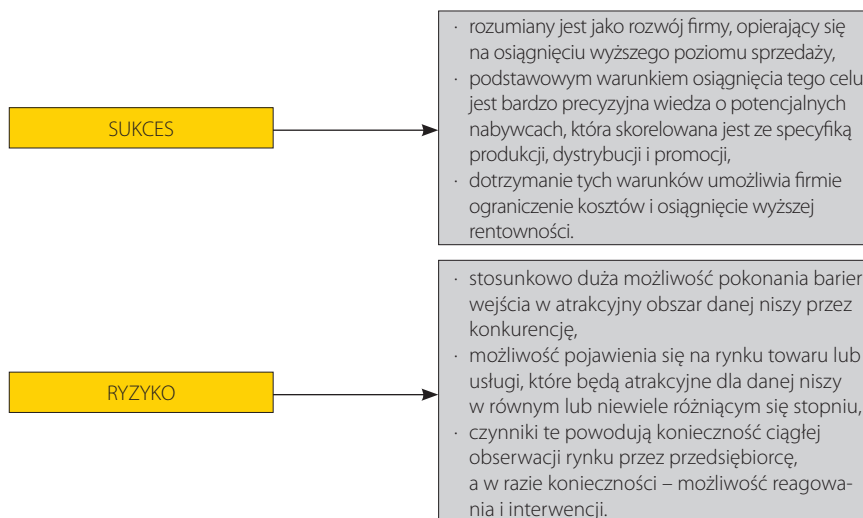 · rozumiany jest jako rozwój firmy, opierający się
na osiągnięciu wyższego poziomu sprzedaży,
· podstawowym warunkiem osiągnięcia tego celu
jest bardzo precyzyjna wiedza o potencjalnych
nabywcach, która skorelowana jest ze specyfiką
produkcji, dystrybucji i promocji,
· dotrzymanie tych warunków umożliwia firmie
ograniczenie kosztów i osiągnięcie wyższej
rentowności.
SUKCES
· stosunkowo duża możliwość pokonania barier
wejścia w atrakcyjny obszar danej niszy przez
konkurencję,
· możliwość pojawienia się na rynku towaru lub
usługi, które będą atrakcyjne dla danej niszy
w równym lub niewiele różniącym się stopniu,
· czynniki te powodują konieczność ciągłej
obserwacji rynku przez przedsiębiorcę,
a w razie konieczności – możliwość reagowa-
nia i interwencji.
RYZYKO